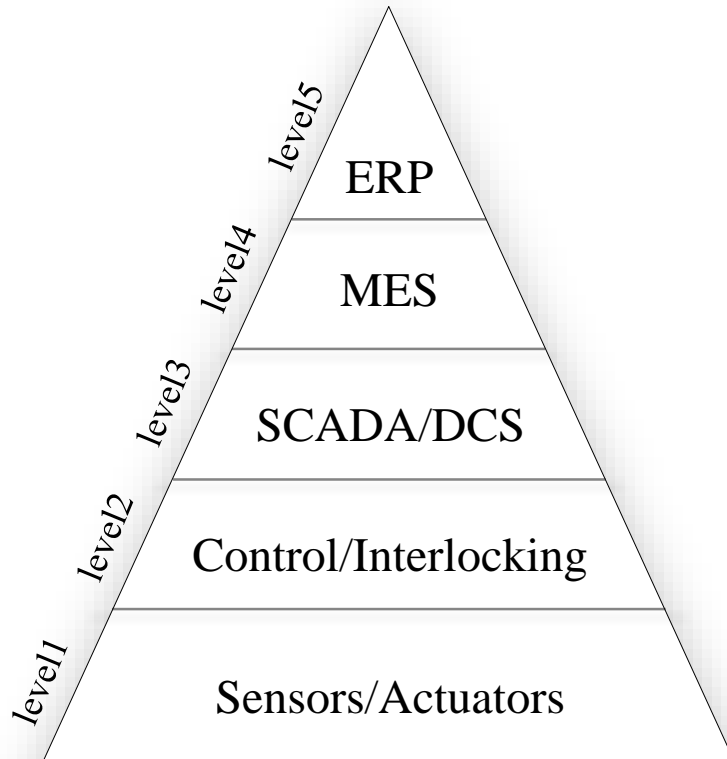 level5
ERP
level4
MES
level3
SCADA/DCS
level2
Control/Interlocking
level1
Sensors/Actuators